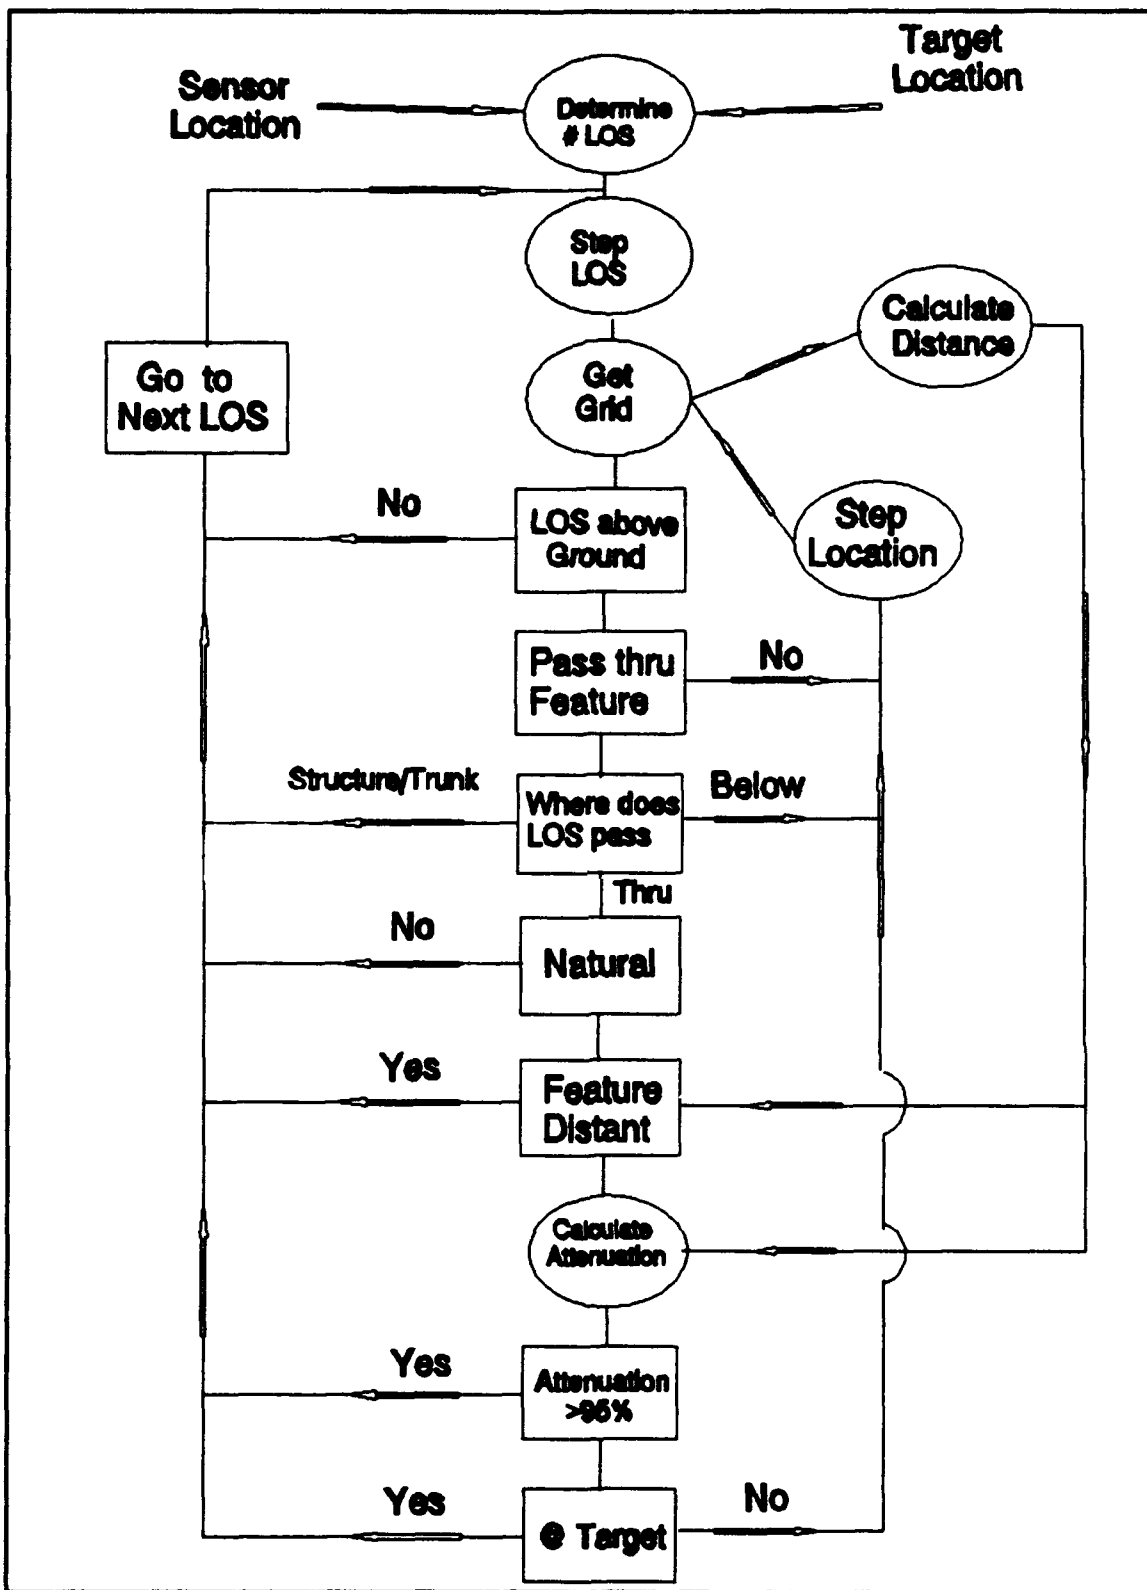 Target
Location
Sensor
Location
Determine
# LOS
Step
LOS
Calculate
Distance
Go to
Next LOS
Get
Grid
No
LOS above
Ground
Step
Location
Pass thru
Feature
No
Structure/Trunk
Where does
LOS pass
Below
Thru
No
Natural
Yes
Feature
Distant
Calculate
Attenuation
Yes
Attenuation
>95%
Yes
@ Target
No